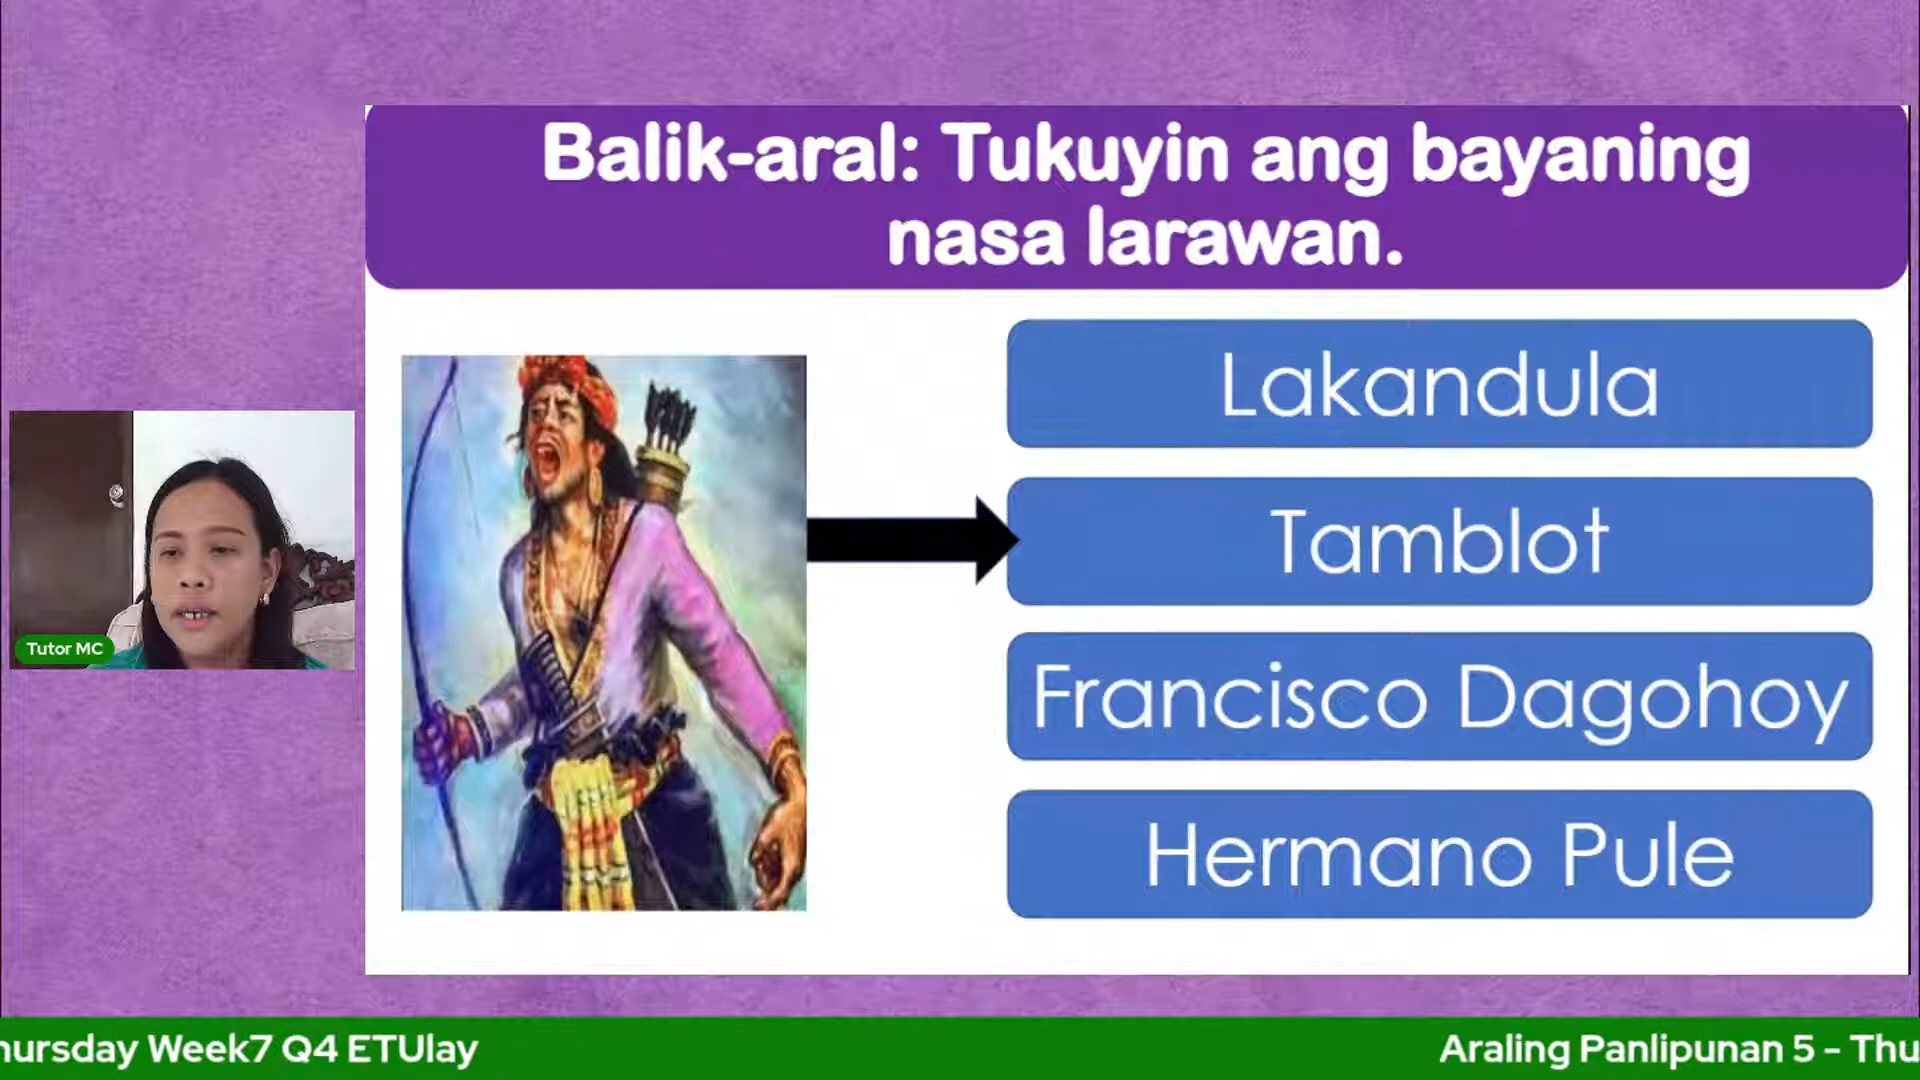 Balik-aral: Tukuyin ang bayaning
nasa larawan.
Lakandula
Tamblot
Francisco Dagohoy
Hermano Pule
Tutor MC
hursday Week7 Q4 ETUlay
Araling Panlipunan 5 - Thu